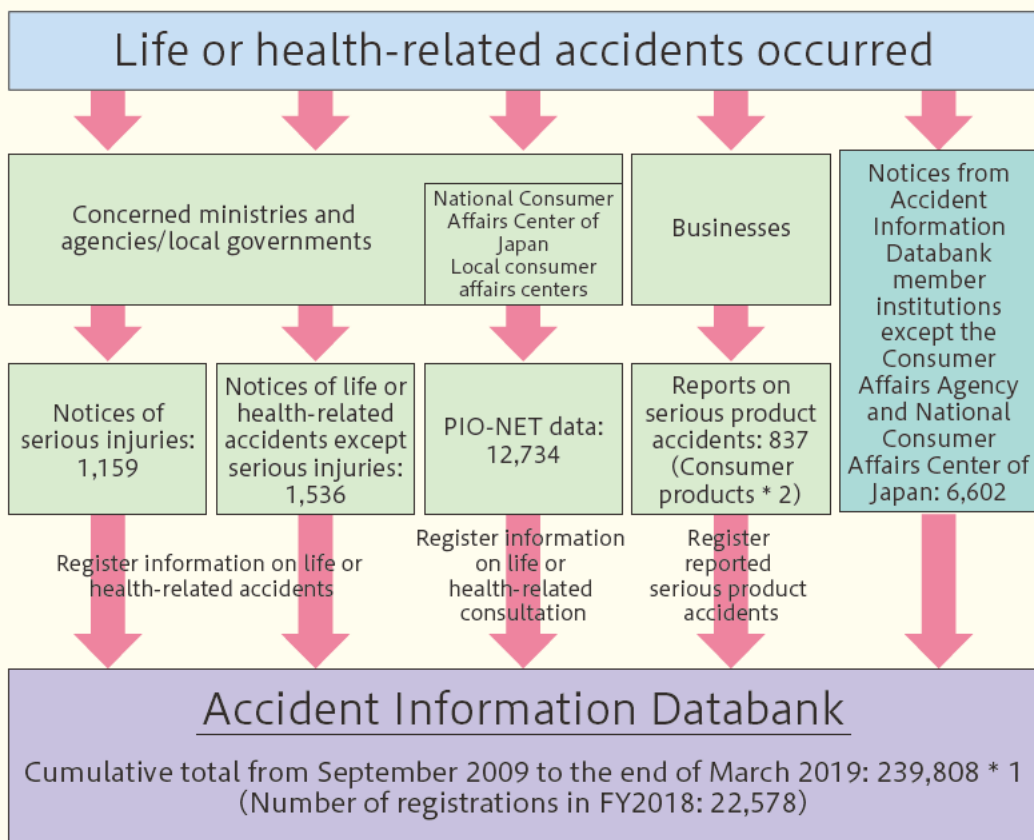 Life or health-related accidents occurred
Concerned ministries and
agencies/local governments
National Consumer
Affairs Center of
Japan
Local consumer
affairs centers
Businesses
Notices from
Accident
Information
Databank
member
institutions
except the
Consumer
Affairs Agency
and National
Consumer
Affairs Center of
Japan: 6,602
Notices of
serious injuries:
1,159
Notices of life or
health-related
accidents except
serious injuries:
1,536
PIO-NET data:
12,734
Reports on
serious product
accidents: 837
(Consumer
products * 2)
Register information on life or
health-related accidents
Register information
on life or
health-related
consultation
Register
reported
serious product
accidents
Accident Information Databank
Cumulative total from September 2009 to the end of March 2019: 239,808 * 1
(Number of registrations in FY2018: 22,578)